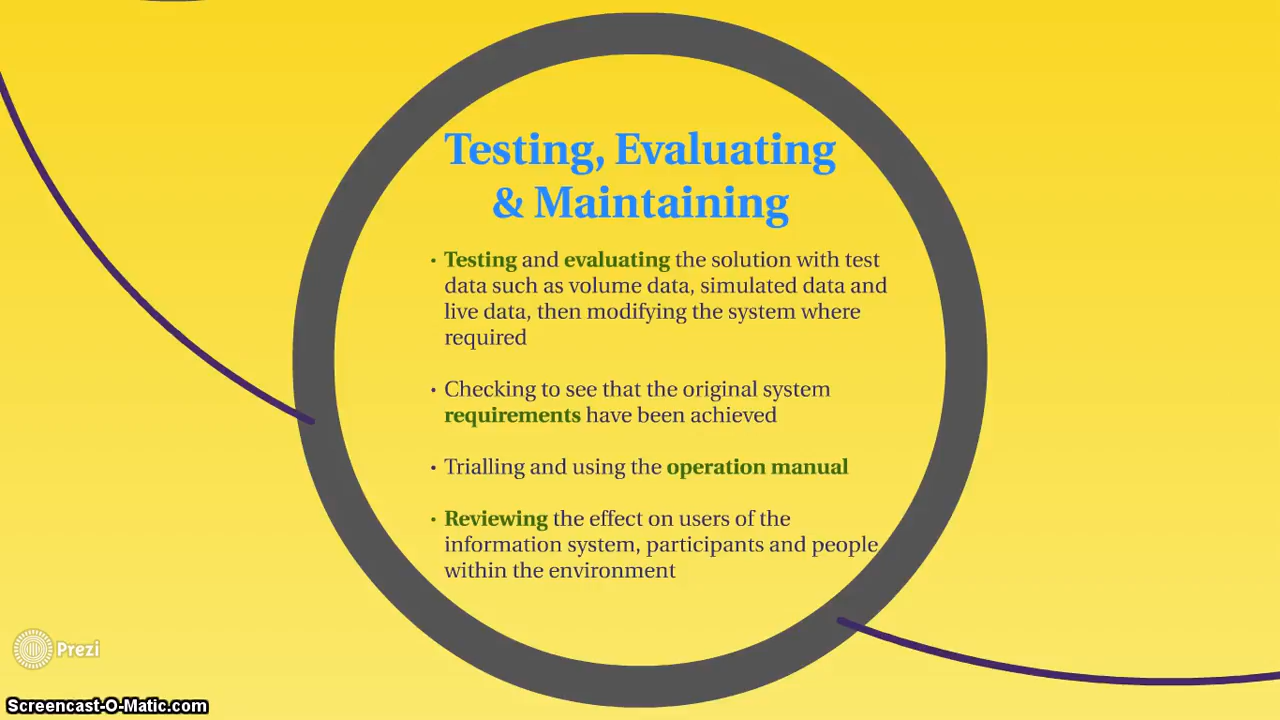 Testing, Evaluating
& Maintaining
• Testing and evaluating the solution with test
data such as volume data, simulated data and
live data, then modifying the system where
required
• Checking to see that the original system
requirements have been achieved
• Trialling and using the operation manual
• Reviewing the effect on users of the
information system, participants and people
within the environment
Prezi
Screencast-O-Matic.com